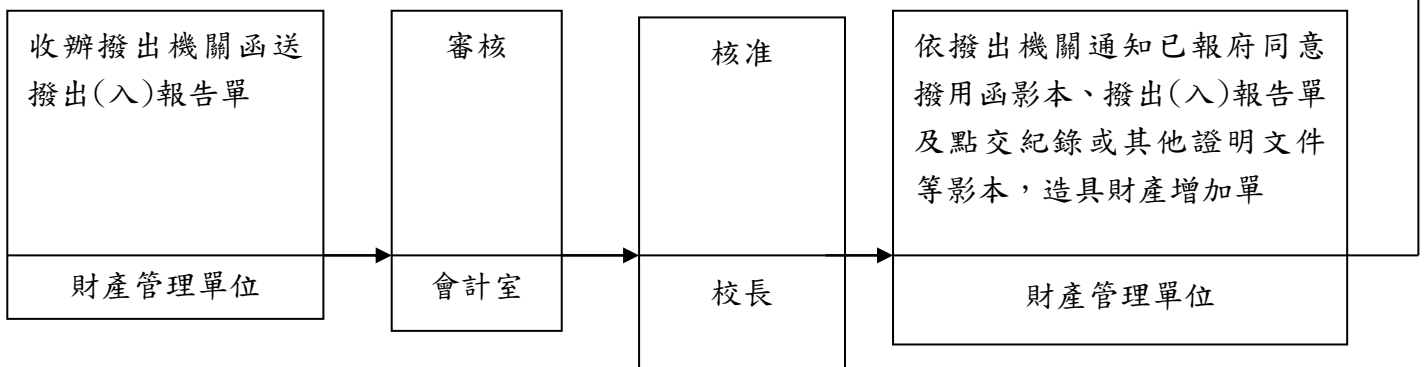 收辦撥出機關函送
撥出(入)報告單
財產管理單位
審核
會計室
核准
校長
依撥出機關通知已報府同意
撥用函影本、撥出(入)報告單
及點交紀錄或其他證明文件
等影本，造具財產增加單
財產管理單位